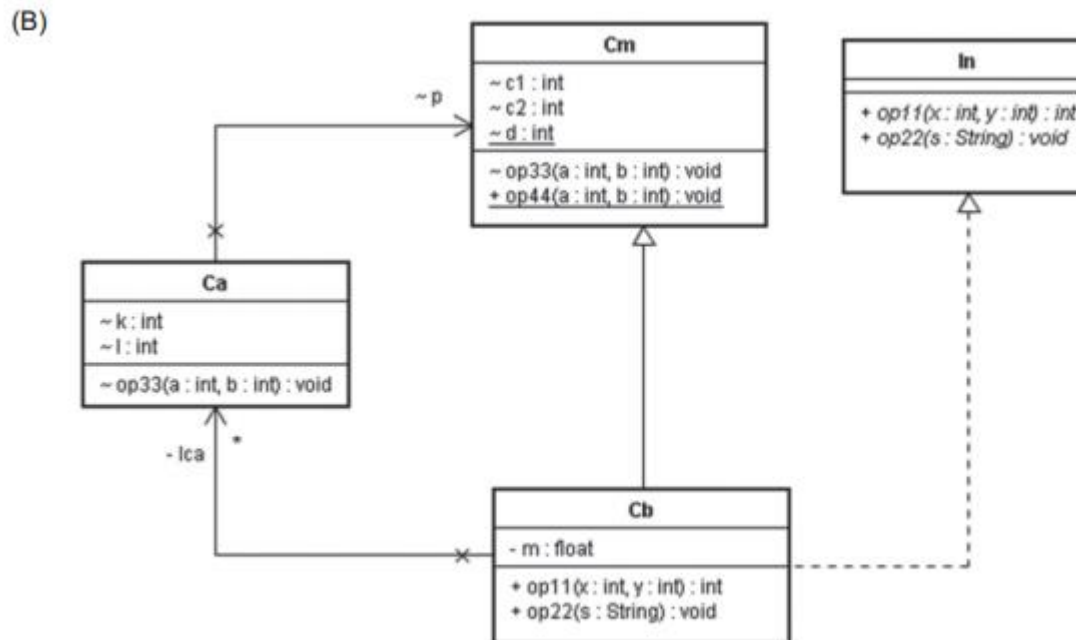 (B)
Cm
~ c1 : int
~ c2 : int
~ d : int
~ op33(a : int, b : int) : void
+ op44(a : int, b : int) : void
In
+ op11(x : int, y : int) : int
+ op22(s : String) : void
~ p
Ca
~ k : int
~ l : int
~ op33(a : int, b : int) : void
*
- lca
Cb
- m : float
+ op11(x : int, y : int) : int
+ op22(s : String) : void